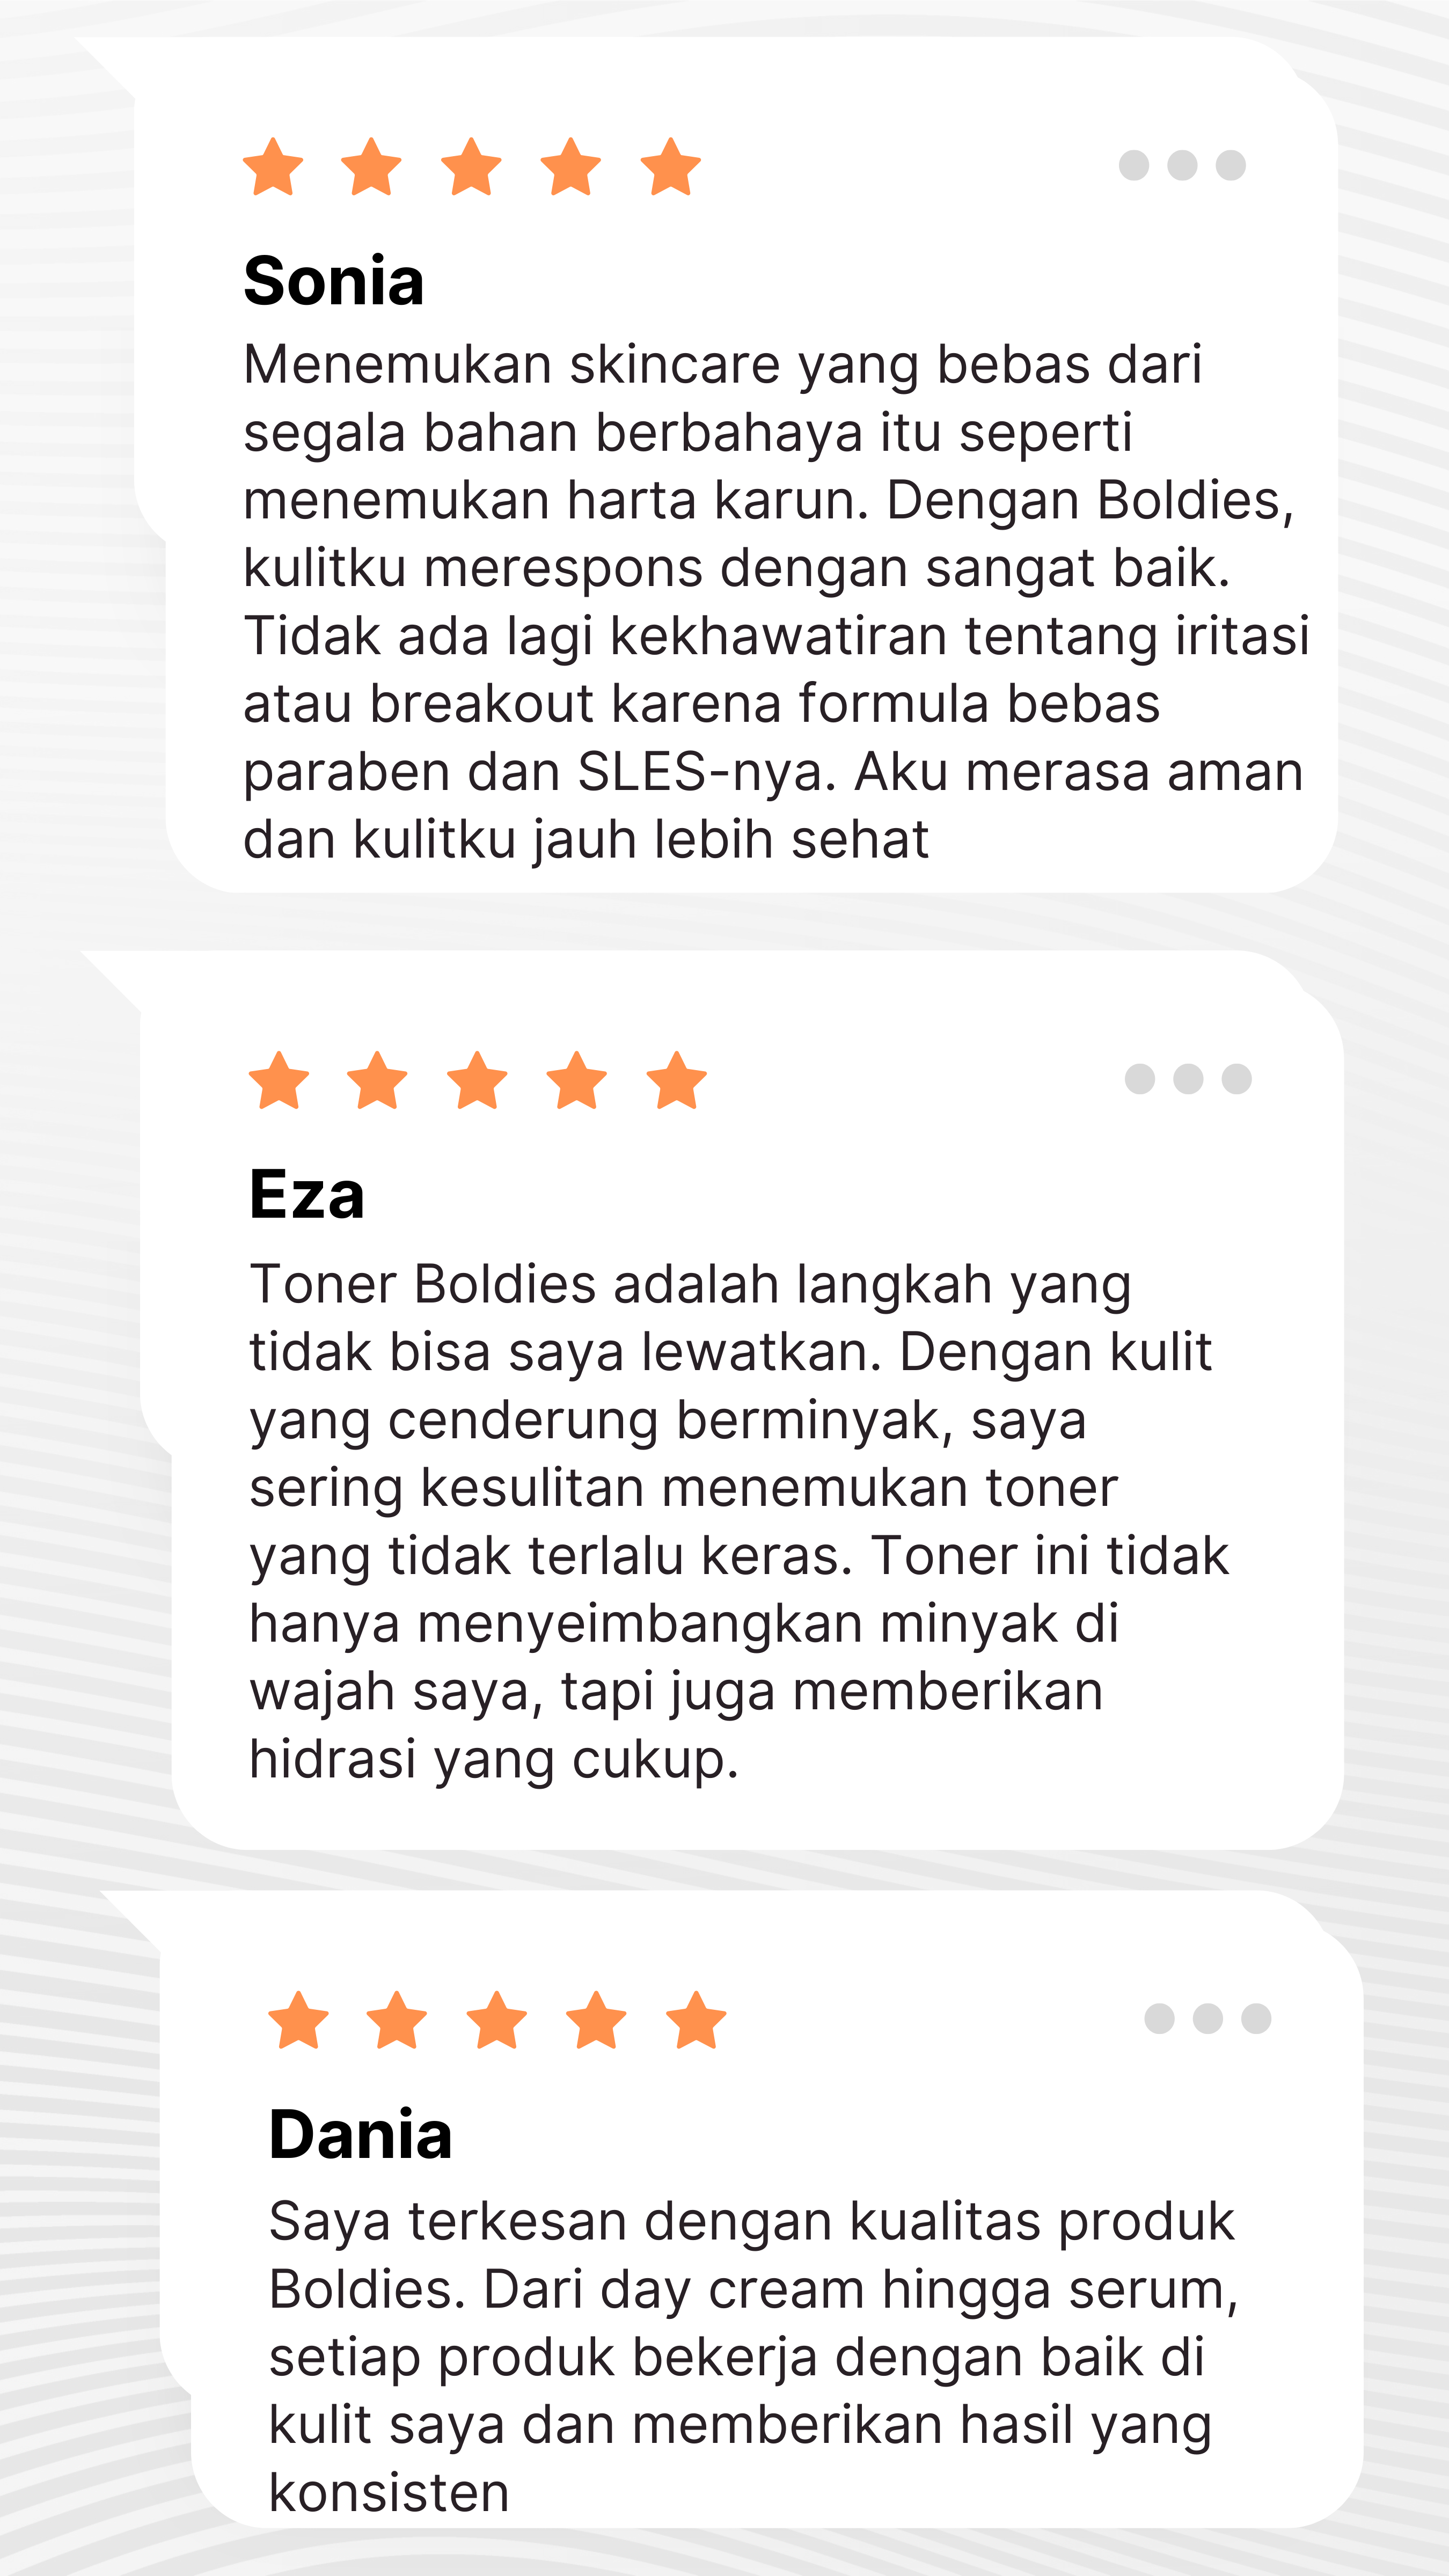 Sonia
Menemukan skincare yang bebas dari
segala bahan berbahaya itu seperti
menemukan harta karun. Dengan Boldies,
kulitku merespons dengan sangat baik.
Tidak ada lagi kekhawatiran tentang iritasi
atau breakout karena formula bebas
paraben dan SLES-nya. Aku merasa aman
dan kulitku jauh lebih sehat
Eza
Toner Boldies adalah langkah yang
tidak bisa saya lewatkan. Dengan kulit
yang cenderung berminyak, saya
sering kesulitan menemukan toner
yang tidak terlalu keras. Toner ini tidak
hanya menyeimbangkan minyak di
wajah saya, tapi juga memberikan
hidrasi yang cukup.
Dania
Saya terkesan dengan kualitas produk
Boldies. Dari day cream hingga serum,
setiap produk bekerja dengan baik di
kulit saya dan memberikan hasil yang
konsisten